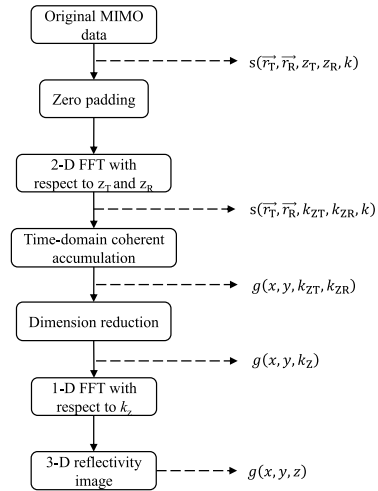 Original MIMO
data
s(r⃗_T, r⃗_R, z_T, z_R, k)
Zero padding
2-D FFT with
respect to z_T and z_R
s(r⃗_T, r⃗_R, k_ZT, k_ZR, k)
Time-domain coherent
accumulation
g(x, y, k_ZT, k_ZR)
Dimension reduction
g(x, y, k_Z)
1-D FFT with
respect to k_z
3-D reflectivity
image
g(x, y, z)